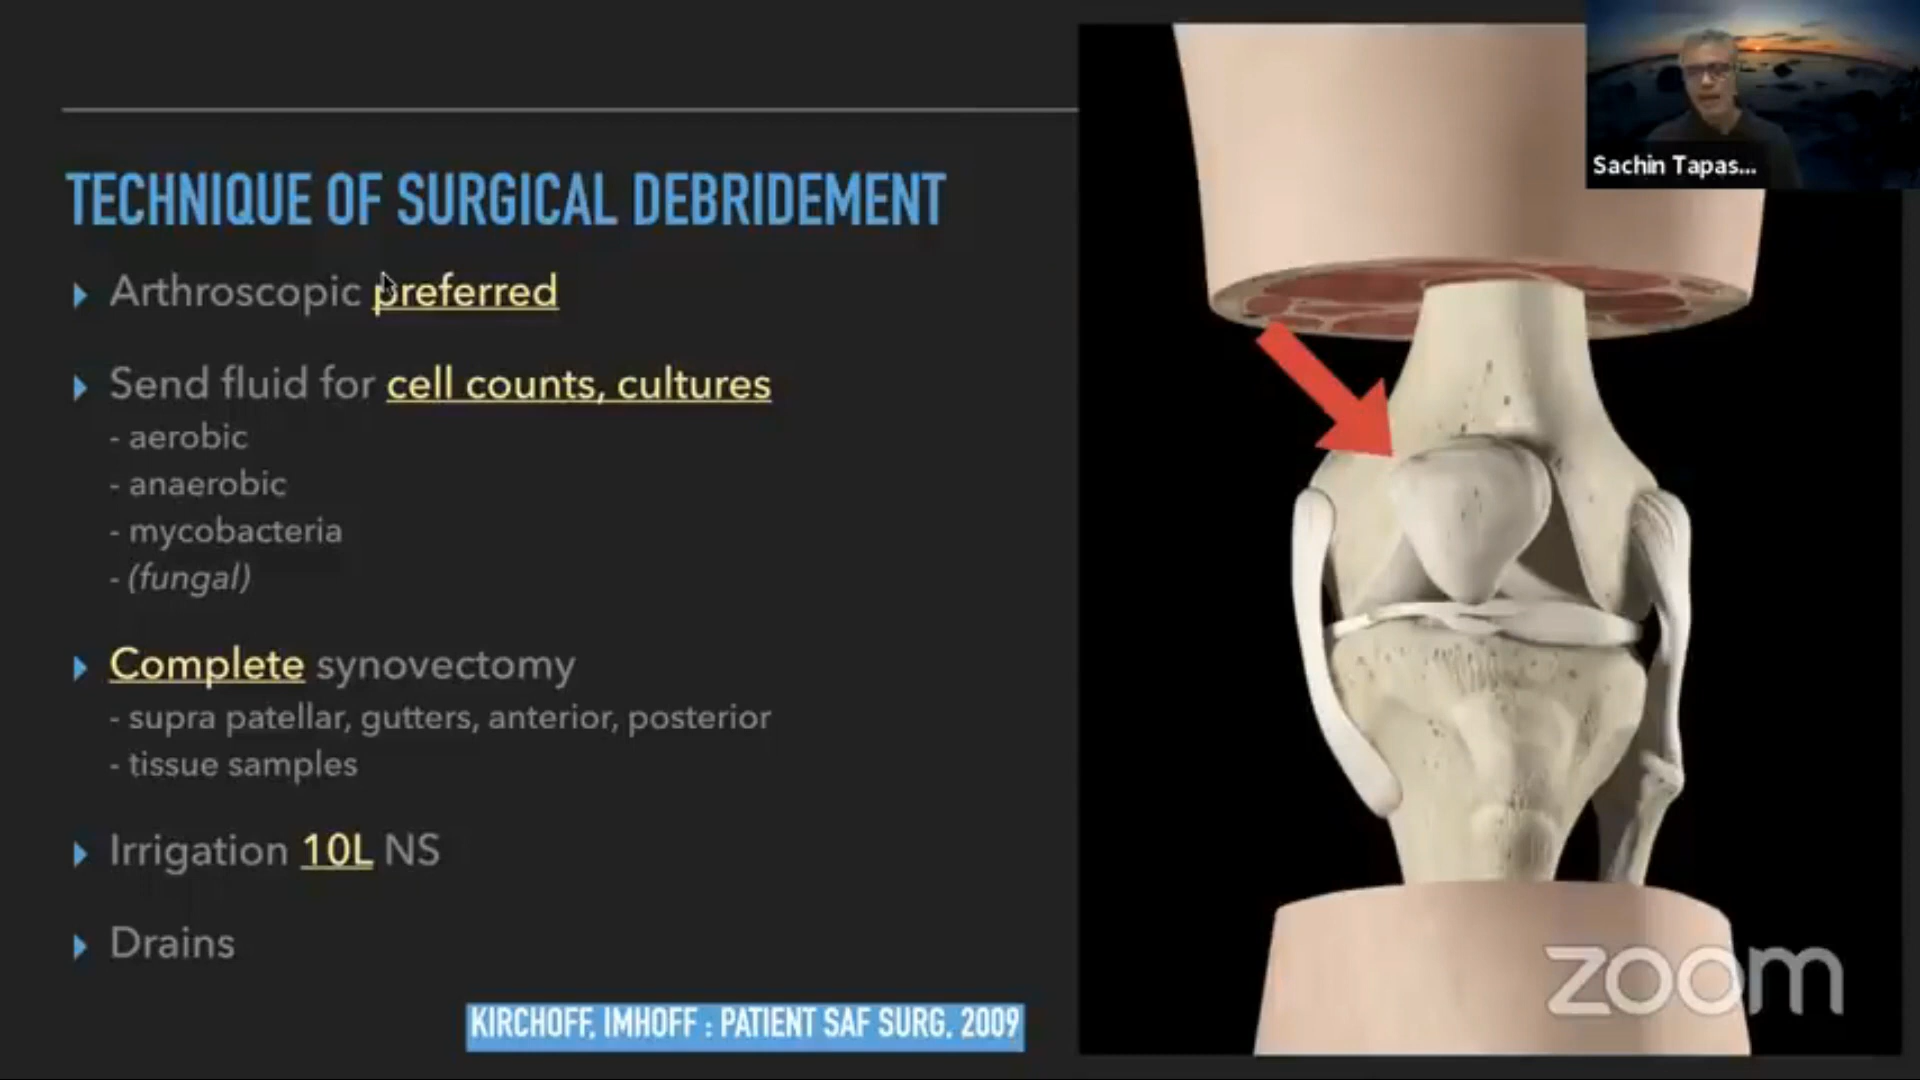 Sachin Tapas...
TECHNIQUE OF SURGICAL DEBRIDEMENT
Arthroscopic preferred
Send fluid for cell counts, cultures
- aerobic
- anaerobic
- mycobacteria
- (fungal)
Complete synovectomy
- supra patellar, gutters, anterior, posterior
- tissue samples
Irrigation 10L NS
Drains
KIRCHOFF, IMHOFF : PATIENT SAF SURG, 2009
zoom